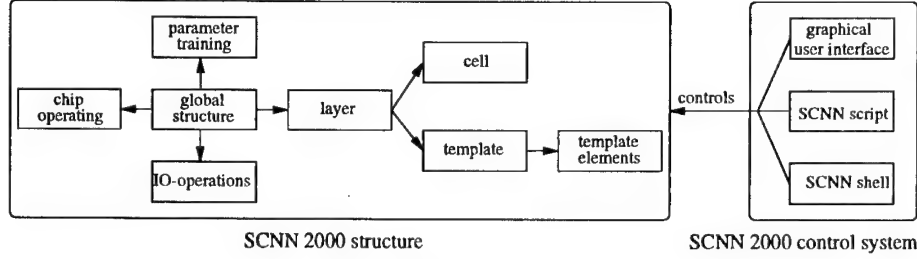 parameter
training
chip
operating
global
structure
IO-operations
layer
cell
template
template
elements
controls
graphical
user interface
SCNN script
SCNN shell
SCNN 2000 structure
SCNN 2000 control system